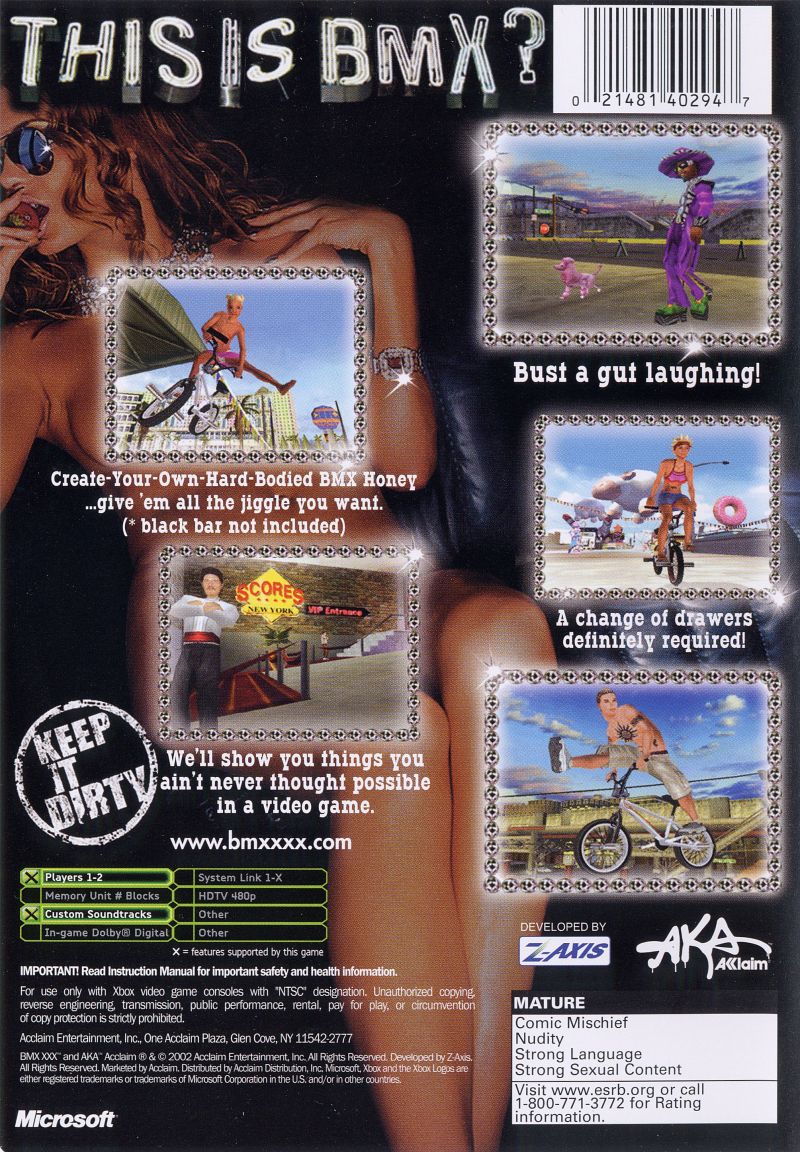 THIS IS BMX?
0 21481 40294 7
Bust a gut laughing!
Create-Your-Own-Hard-Bodied BMX Honey
...give 'em all the jiggle you want.
(* black bar not included)
A change of drawers
definitely required!
SCORES
NEW YORK
VIP Entrance
KEEP
IT
DIRTY
We'll show you things you
ain't never thought possible
in a video game.
www.bmxxxx.com
X Players 1-2
System Link 1-X
Memory Unit # Blocks
HDTV 480p
X Custom Soundtracks
Other
In-game Dolby® Digital
Other
X = features supported by this game
DEVELOPED BY
Z-AXIS
AKA
Acclaim
IMPORTANT! Read Instruction Manual for important safety and health information.
For use only with Xbox video game consoles with "NTSC" designation. Unauthorized copying,
reverse engineering, transmission, public performance, rental, pay for play, or circumvention
of copy protection is strictly prohibited.
Acclaim Entertainment, Inc., One Acclaim Plaza, Glen Cove, NY 11542-2777
BMX XXX™ and AKA™ Acclaim ® & © 2002 Acclaim Entertainment, Inc. All Rights Reserved. Developed by Z-Axis.
All Rights Reserved. Marketed by Acclaim. Distributed by Acclaim Distribution, Inc. Microsoft, Xbox and the Xbox Logos are
either registered trademarks or trademarks of Microsoft Corporation in the U.S. and/or in other countries.
Microsoft
MATURE
Comic Mischief
Nudity
Strong Language
Strong Sexual Content
Visit www.esrb.org or call
1-800-771-3772 for Rating
information.